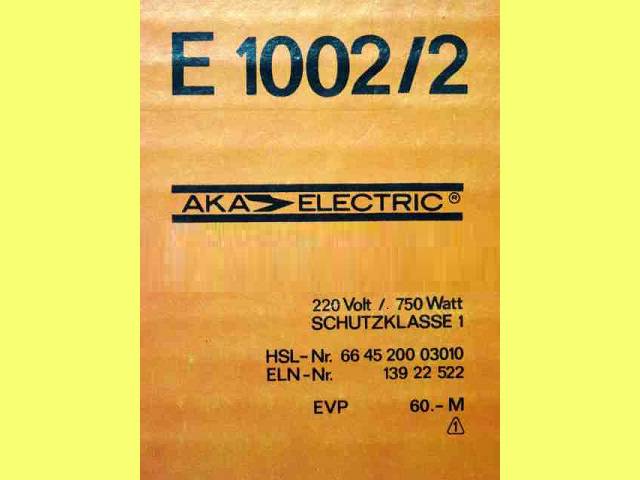 E 1002/2
AKA ELECTRIC®
220 Volt /. 750 Watt
SCHUTZKLASSE 1
HSL-Nr. 66 45 200 03010
ELN-Nr. 139 22 522
EVP 60.- M
1